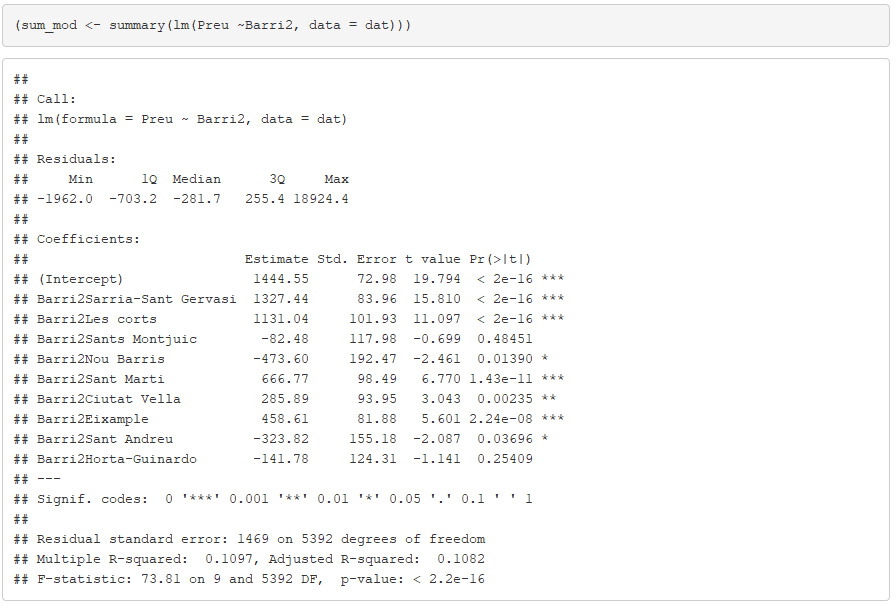 (sum_mod <- summary(lm(Preu ~Barri2, data = dat)))
##
## Call:
## lm(formula = Preu ~ Barri2, data = dat)
##
## Residuals:
##     Min      1Q  Median      3Q     Max
## -1962.0  -703.2  -281.7   255.4 18924.4
##
## Coefficients:
##                           Estimate Std. Error t value Pr(>|t|)
## (Intercept)                1444.55      72.98  19.794  < 2e-16 ***
## Barri2Sarria-Sant Gervasi  1327.44      83.96  15.810  < 2e-16 ***
## Barri2Les corts            1131.04     101.93  11.097  < 2e-16 ***
## Barri2Sants Montjuic        -82.48     117.98  -0.699  0.48451
## Barri2Nou Barris           -473.60     192.47  -2.461  0.01390 *
## Barri2Sant Marti            666.77      98.49   6.770 1.43e-11 ***
## Barri2Ciutat Vella          285.89      93.95   3.043  0.00235 **
## Barri2Eixample              458.61      81.88   5.601 2.24e-08 ***
## Barri2Sant Andreu          -323.82     155.18  -2.087  0.03696 *
## Barri2Horta-Guinardo       -141.78     124.31  -1.141  0.25409
## ---
## Signif. codes:  0 '***' 0.001 '**' 0.01 '*' 0.05 '.' 0.1 ' ' 1
##
## Residual standard error: 1469 on 5392 degrees of freedom
## Multiple R-squared:  0.1097, Adjusted R-squared:  0.1082
## F-statistic: 73.81 on 9 and 5392 DF,  p-value: < 2.2e-16